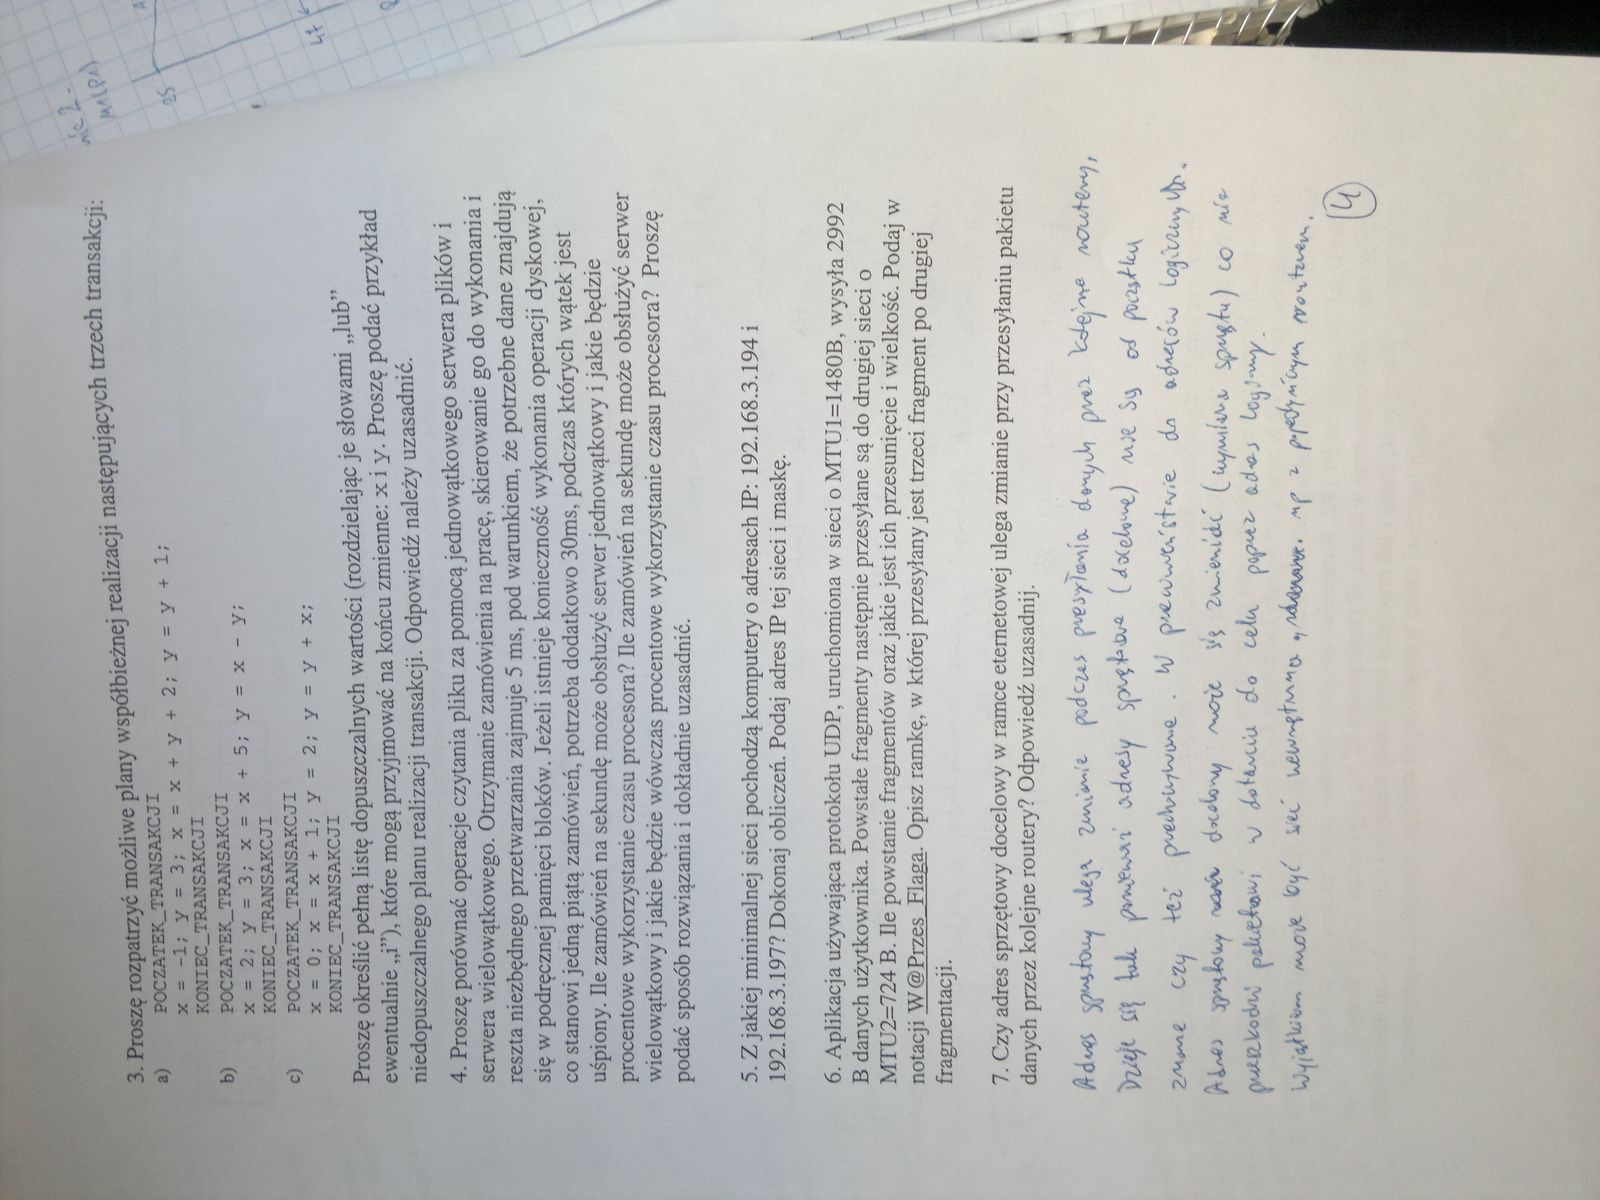 3. Proszę rozpatrzyć możliwe plany współbieżnej realizacji następujących trzech transakcji:
a) POCZATEK_TRANSAKCJI
x = -1; y = 3; x = x + y + 2; y = y + 1;
KONIEC_TRANSAKCJI
b) POCZATEK_TRANSAKCJI
x = 2; y = 3; x = x + 5; y = x - y;
KONIEC_TRANSAKCJI
c) POCZATEK_TRANSAKCJI
x = 0; x = x + 1; y = 2; y = y + x;
KONIEC_TRANSAKCJI
Proszę określić pełną listę dopuszczalnych wartości (rozdzielając je słowami „lub”
ewentualnie „i”), które mogą przyjmować na końcu zmienne: x i y. Proszę podać przykład
niedopuszczalnego planu realizacji transakcji. Odpowiedź należy uzasadnić.
4. Proszę porównać operacje czytania pliku za pomocą jednowątkowego serwera plików i
serwera wielowątkowego. Otrzymanie zamówienia na pracę, skierowanie go do wykonania i
reszta niezbędnego przetwarzania zajmuje 5 ms, pod warunkiem, że potrzebne dane znajdują
się w podręcznej pamięci bloków. Jeżeli istnieje konieczność wykonania operacji dyskowej,
co stanowi jedną piątą zamówień, potrzeba dodatkowo 30ms, podczas których wątek jest
uśpiony. Ile zamówień na sekundę może obsłużyć serwer jednowątkowy i jakie będzie
procentowe wykorzystanie czasu procesora? Ile zamówień na sekundę może obsłużyć serwer
wielowątkowy i jakie będzie wówczas procentowe wykorzystanie czasu procesora? Proszę
podać sposób rozwiązania i dokładnie uzasadnić.
5. Z jakiej minimalnej sieci pochodzą komputery o adresach IP: 192.168.3.194 i
192.168.3.197? Dokonaj obliczeń. Podaj adres IP tej sieci i maskę.
6. Aplikacja używająca protokołu UDP, uruchomiona w sieci o MTU1=1480B, wysyła 2992
B danych użytkownika. Powstałe fragmenty następnie przesyłane są do drugiej sieci o
MTU2=724 B. Ile powstanie fragmentów oraz jakie jest ich przesunięcie i wielkość. Podaj w
notacji W@Przes_Flaga. Opisz ramkę, w której przesyłany jest trzeci fragment po drugiej
fragmentacji.
7. Czy adres sprzętowy docelowy w ramce eternetowej ulega zmianie przy przesyłaniu pakietu
danych przez kolejne routery? Odpowiedź uzasadnij.
Adres sprzętowy ulega zmianie podczas przesyłania danych przez kolejne routery,
Dzieje się tak ponieważ adresy sprzętowe (docelowe) nie są od początku
znane czy też przechowywane. W przeciwieństwie do adresów logicznych.
Adres sprzętowy docelowy może się zmienić (wymiana sprzętu) co nie
przeszkodzi pakietowi w dotarciu do celu poprzez adres logiczny.
Wyjątkiem może być sieć wewnętrzna, np z pojedynczym routerem.
4
nie 2.
M1(P1)
25
47